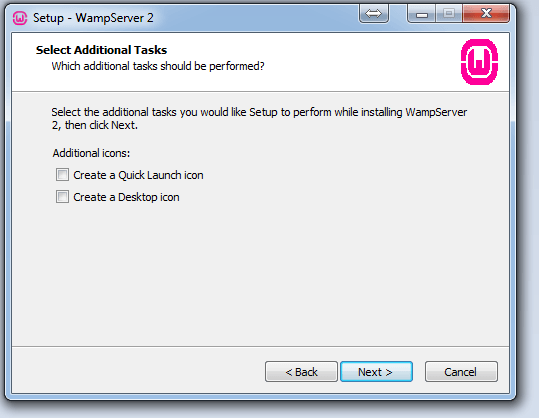 Setup - WampServer 2
Select Additional Tasks
Which additional tasks should be performed?
Select the additional tasks you would like Setup to perform while installing WampServer
2, then click Next.
Additional icons:
Create a Quick Launch icon
Create a Desktop icon
< Back
Next >
Cancel